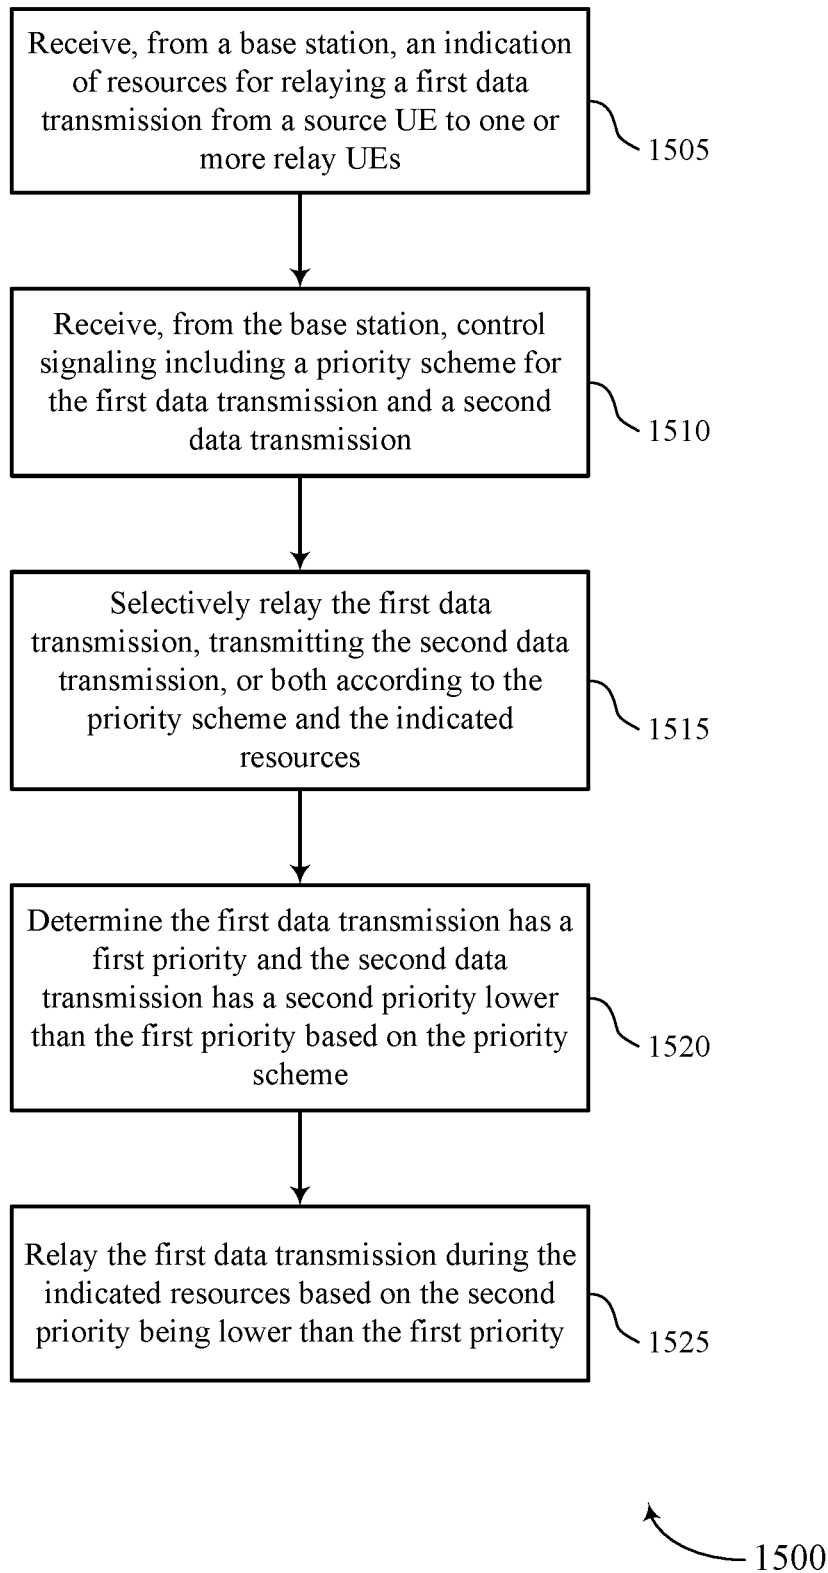 Receive, from a base station, an indication
of resources for relaying a first data
transmission from a source UE to one or
more relay UEs
1505
Receive, from the base station, control
signaling including a priority scheme for
the first data transmission and a second
data transmission
1510
Selectively relay the first data
transmission, transmitting the second data
transmission, or both according to the
priority scheme and the indicated
resources
1515
Determine the first data transmission has a
first priority and the second data
transmission has a second priority lower
than the first priority based on the priority
scheme
1520
Relay the first data transmission during the
indicated resources based on the second
priority being lower than the first priority
1525
1500